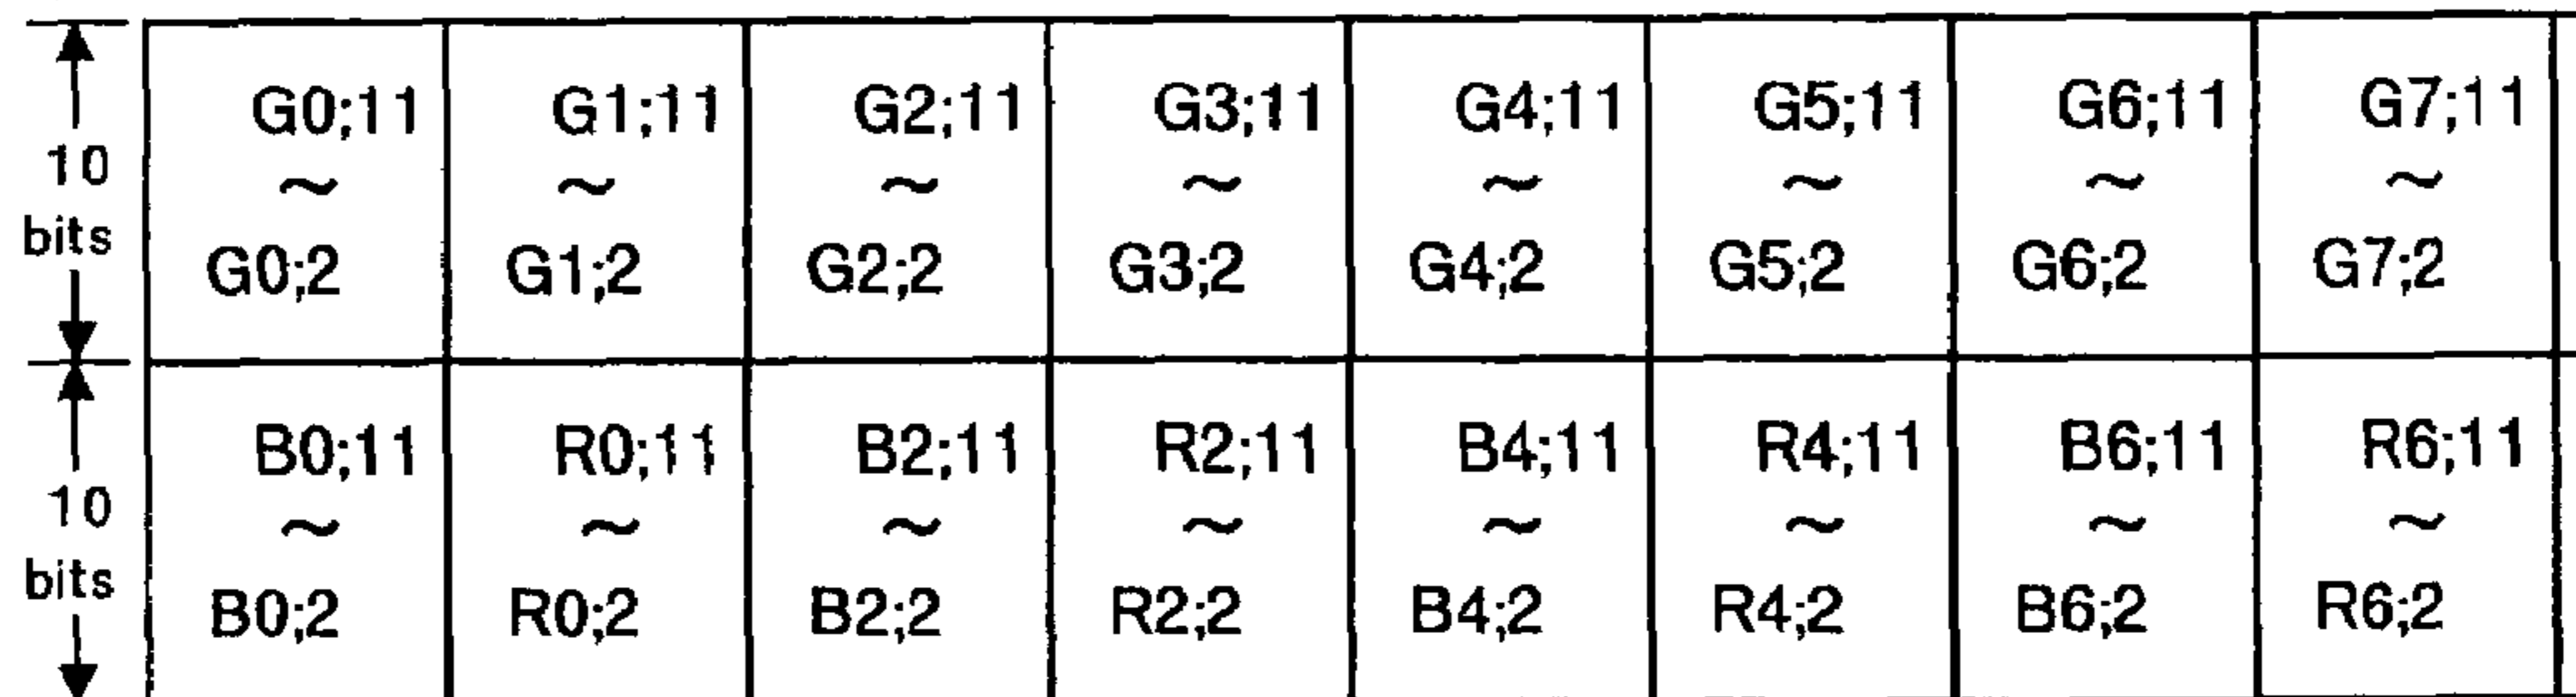 G0;11 G1;11 G2;11 G3;11 G4;11 G5;11 G6;11 G7;11
10 ~ ~ ~ ~ ~ ~ ~ ~
bits G0;2 G1;2 G2;2 G3;2 G4;2 G5;2 G6;2 G7;2
B0;11 R0;11 B2;11 R2;11 B4;11 R4;11 B6;11 R6;11
10 ~ ~ ~ ~ ~ ~ ~ ~
bits B0;2 R0;2 B2;2 R2;2 B4;2 R4;2 B6;2 R6;2